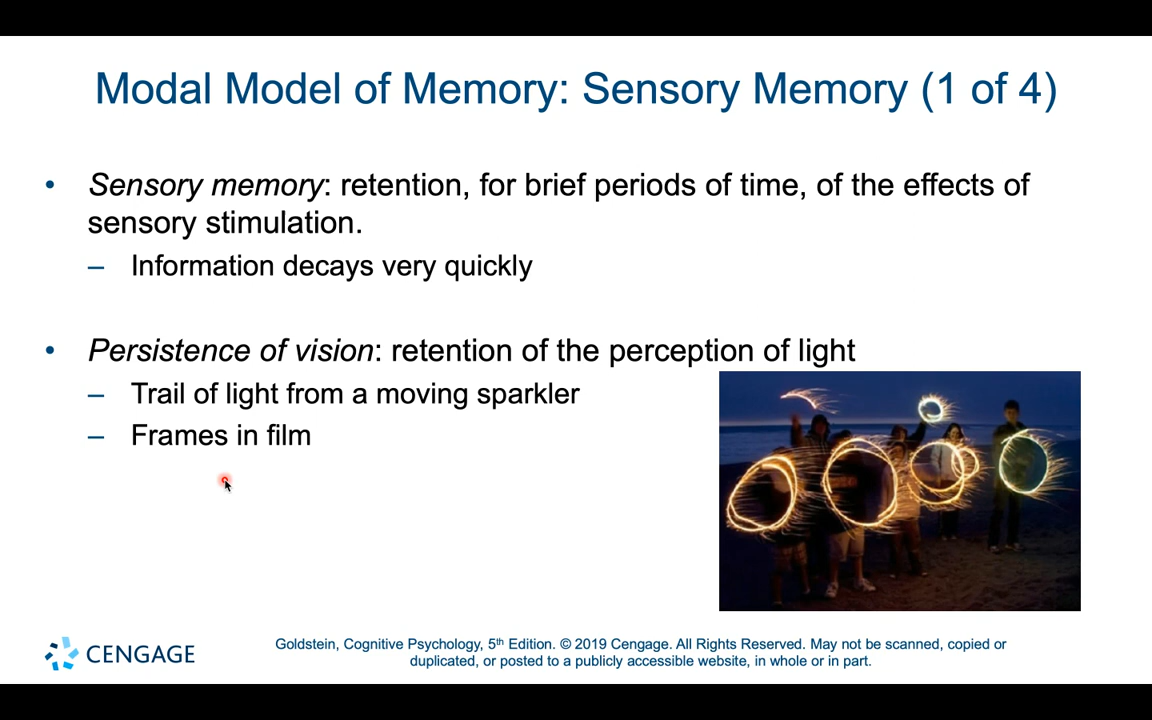 Modal Model of Memory: Sensory Memory (1 of 4)
• Sensory memory: retention, for brief periods of time, of the effects of
sensory stimulation.
– Information decays very quickly
• Persistence of vision: retention of the perception of light
– Trail of light from a moving sparkler
– Frames in film
CENGAGE
Goldstein, Cognitive Psychology, 5th Edition. © 2019 Cengage. All Rights Reserved. May not be scanned, copied or
duplicated, or posted to a publicly accessible website, in whole or in part.